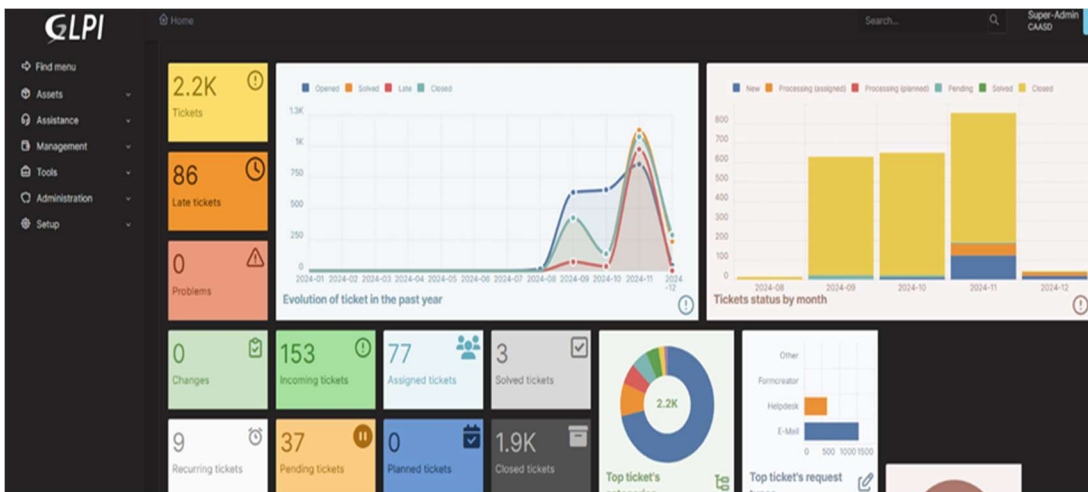 GLPI
Home
Search...
Super-Admin
CAASD
Find menu
Assets
Assistance
Management
Tools
Administration
Setup
2.2K
Tickets
86
Late tickets
0
Problems
Opened Solved Late Closed
1.3K
1K
750
500
250
0
2024-01 2024-02 2024-03 2024-04 2024-05 2024-06 2024-07 2024-08 2024-09 2024-10 2024-11 2024
-12
Evolution of ticket in the past year
New Processing (assigned) Processing (planned) Pending Solved Closed
800
700
600
500
400
300
200
100
0
2024-08 2024-09 2024-10 2024-11 2024-12
Tickets status by month
0
Changes
153
Incoming tickets
77
Assigned tickets
3
Solved tickets
9
Recurring tickets
37
Pending tickets
0
Planned tickets
1.9K
Closed tickets
2.2K
Top ticket's
Other
Formcreator
Helpdesk
E-Mail
0 500 1000 1500
Top ticket's request